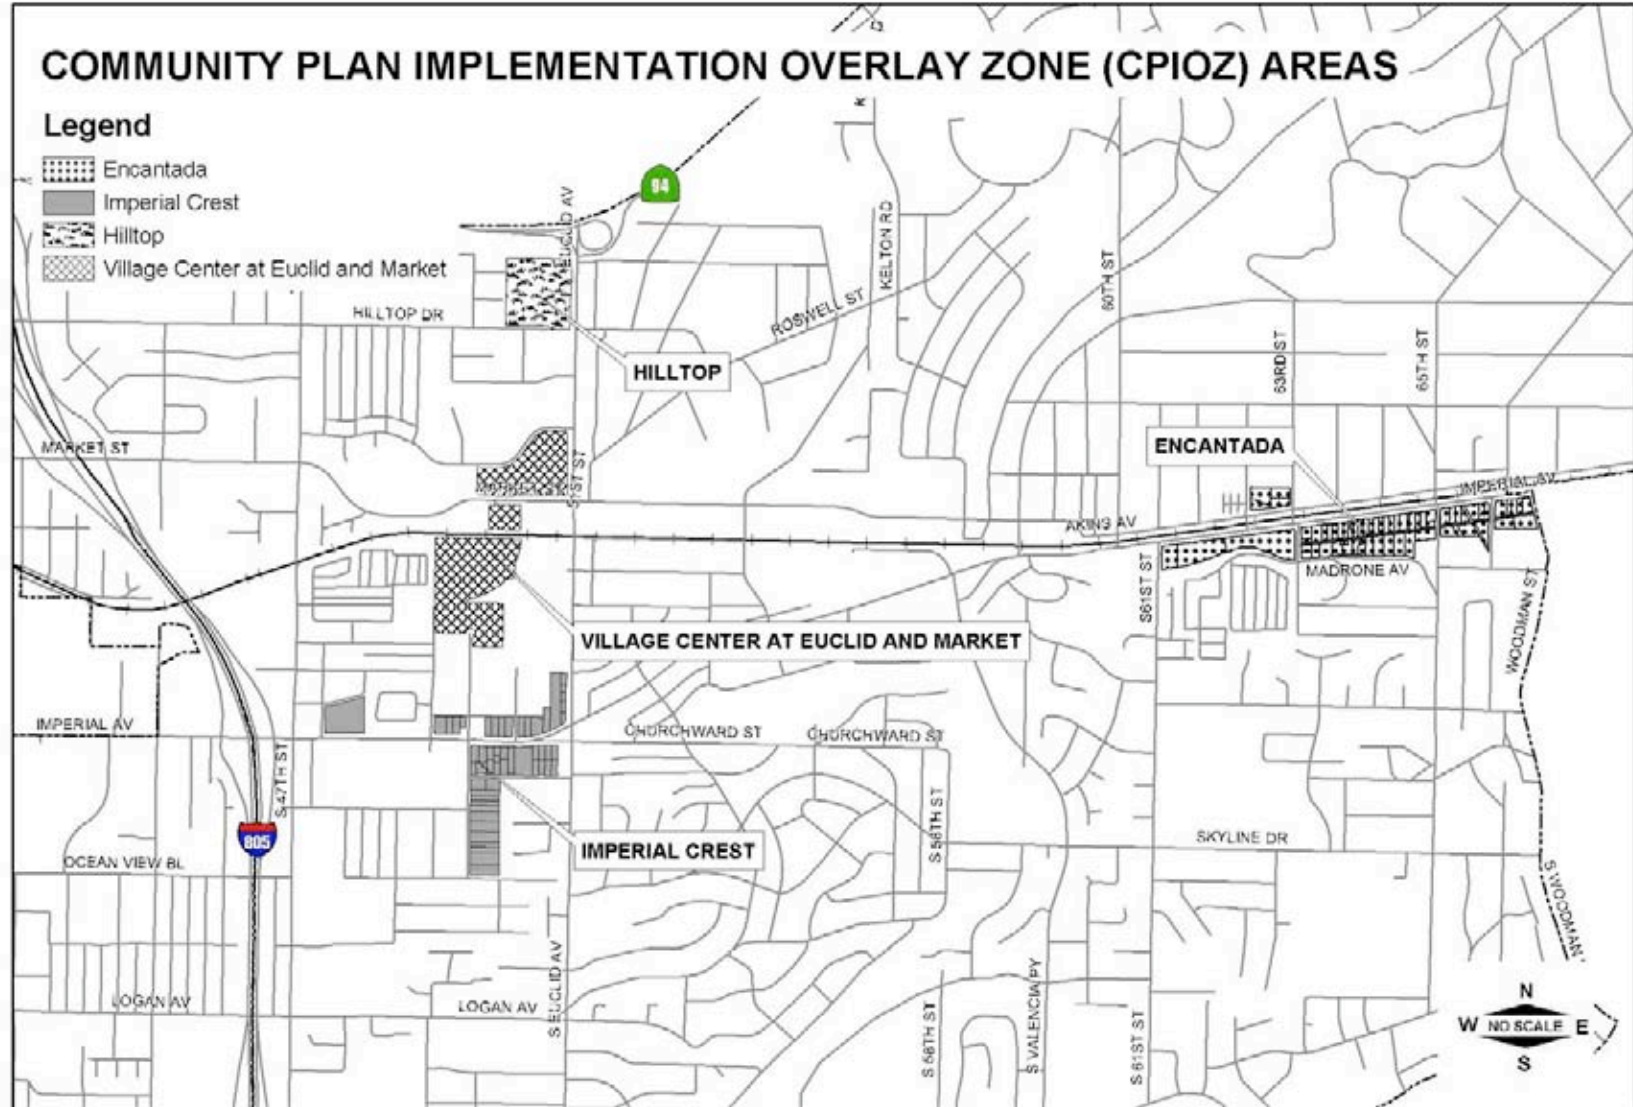 COMMUNITY PLAN IMPLEMENTATION OVERLAY ZONE (CPIOZ) AREAS
Legend
Encantada
Imperial Crest
Hilltop
Village Center at Euclid and Market
94
EUCLID AV
KELTON RD
60TH ST
HILLTOP DR
ROSWELL ST
HILLTOP
63RD ST
65TH ST
MARKET ST
51ST ST
ENCANTADA
IMPERIAL AV
AKINS AV
MADRONE AV
S61ST ST
WOODMAN ST
VILLAGE CENTER AT EUCLID AND MARKET
IMPERIAL AV
CHURCHWARD ST
CHURCHWARD ST
S 47TH ST
805
S 58TH ST
SKYLINE DR
IMPERIAL CREST
OCEAN VIEW BL
S WOODMAN
S EUCLID AV
LOGAN AV
LOGAN AV
S 58TH ST
S VALENCIA PY
S 61ST ST
N
W NO SCALE E
S